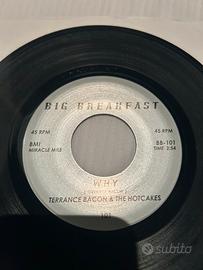 BIG BREAKFAST
45 RPM
45 RPM
BMI
MIRACLE MILE
BB-101
TIME 2:54
WHY
TERRANCE BACON & THE HOTCAKES
101
subito